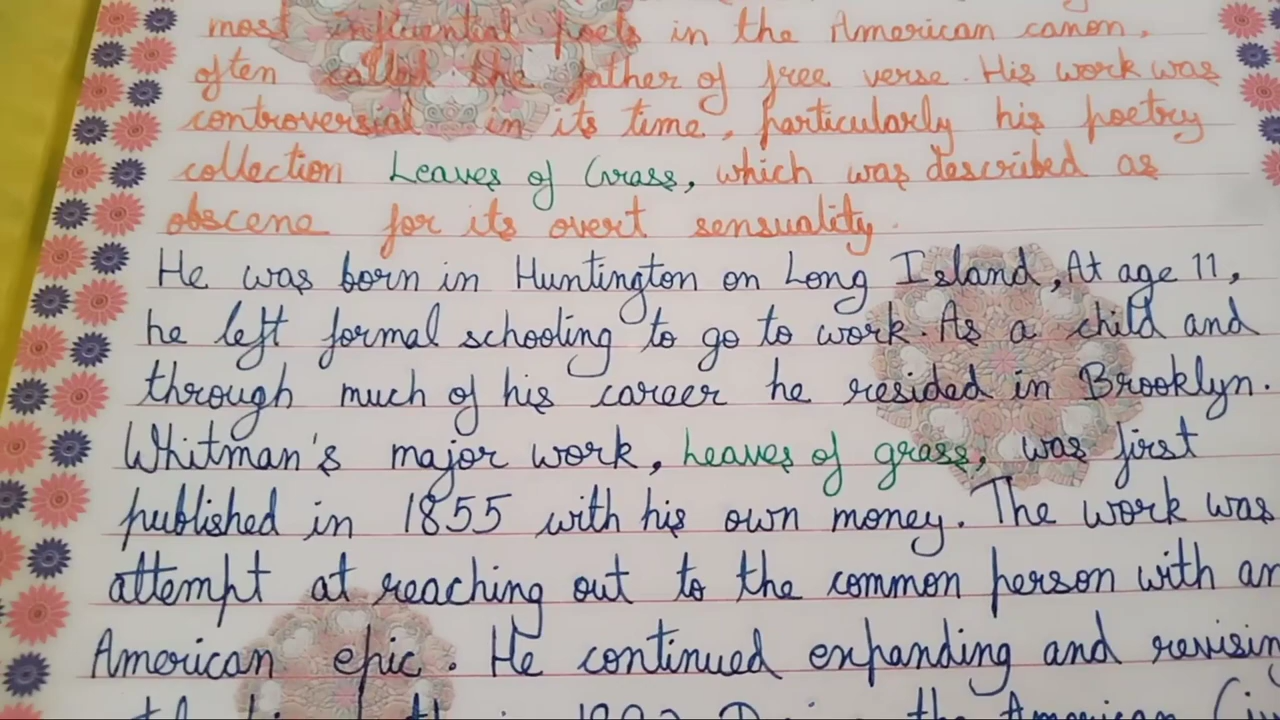 most influential poets in the American canon,
often called the father of free verse. His work was
controversial in its time, particularly his poetry
collection Leaves of Grass, which was described as
obscene for its overt sensuality.
He was born in Huntington on Long Island, At age 11,
he left formal schooling to go to work. As a child and
through much of his career he resided in Brooklyn.
Whitman's major work, Leaves of grass, was first
published in 1855 with his own money. The work was
attempt at reaching out to the common person with an
American epic. He continued expanding and revisin
the American